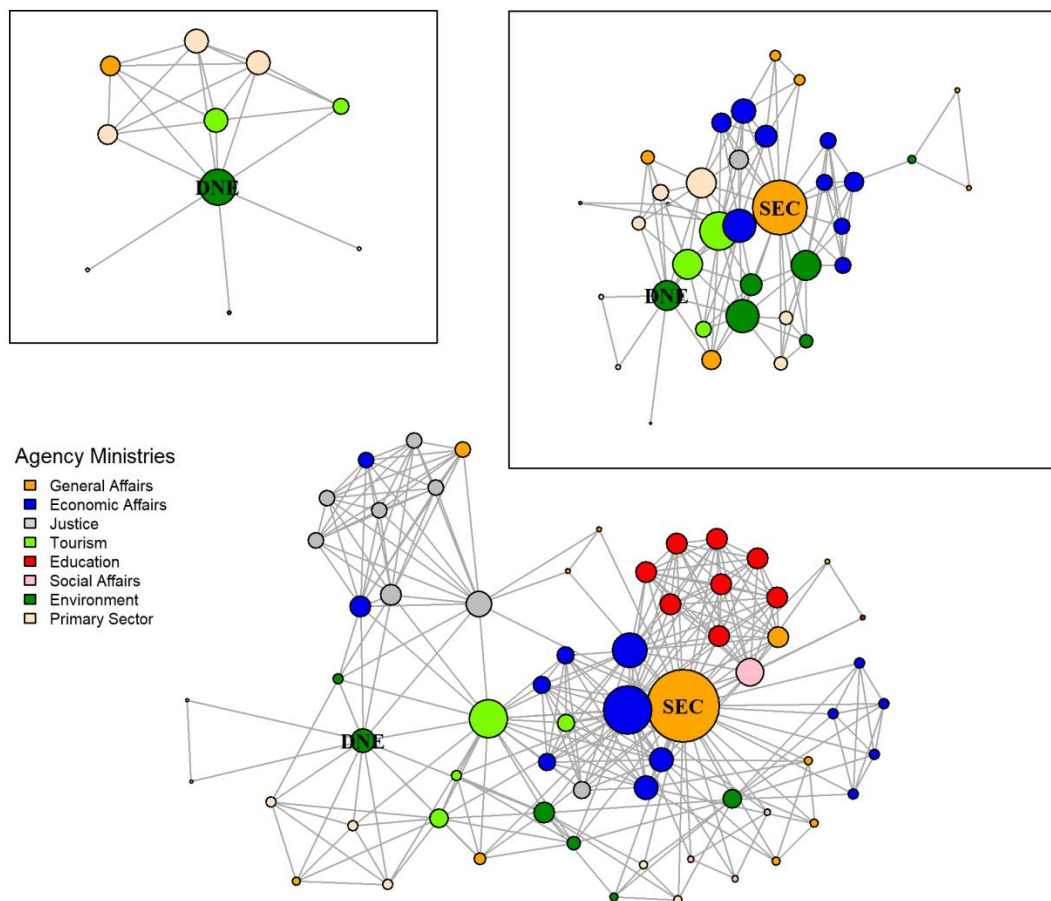 DNE
SEC
DNE
Agency Ministries
General Affairs
Economic Affairs
Justice
Tourism
Education
Social Affairs
Environment
Primary Sector
SEC
DNE